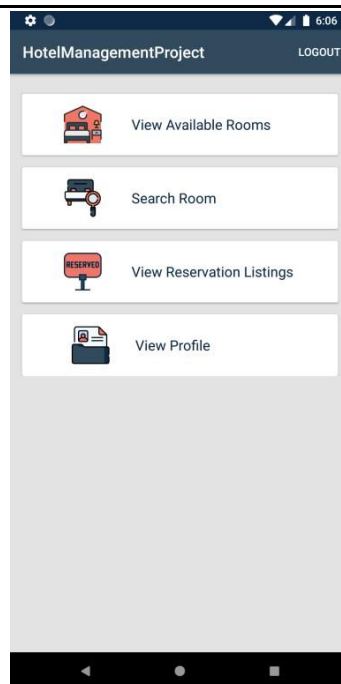 6:06
HotelManagementProject LOGOUT
View Available Rooms
Search Room
RESERVED
View Reservation Listings
View Profile